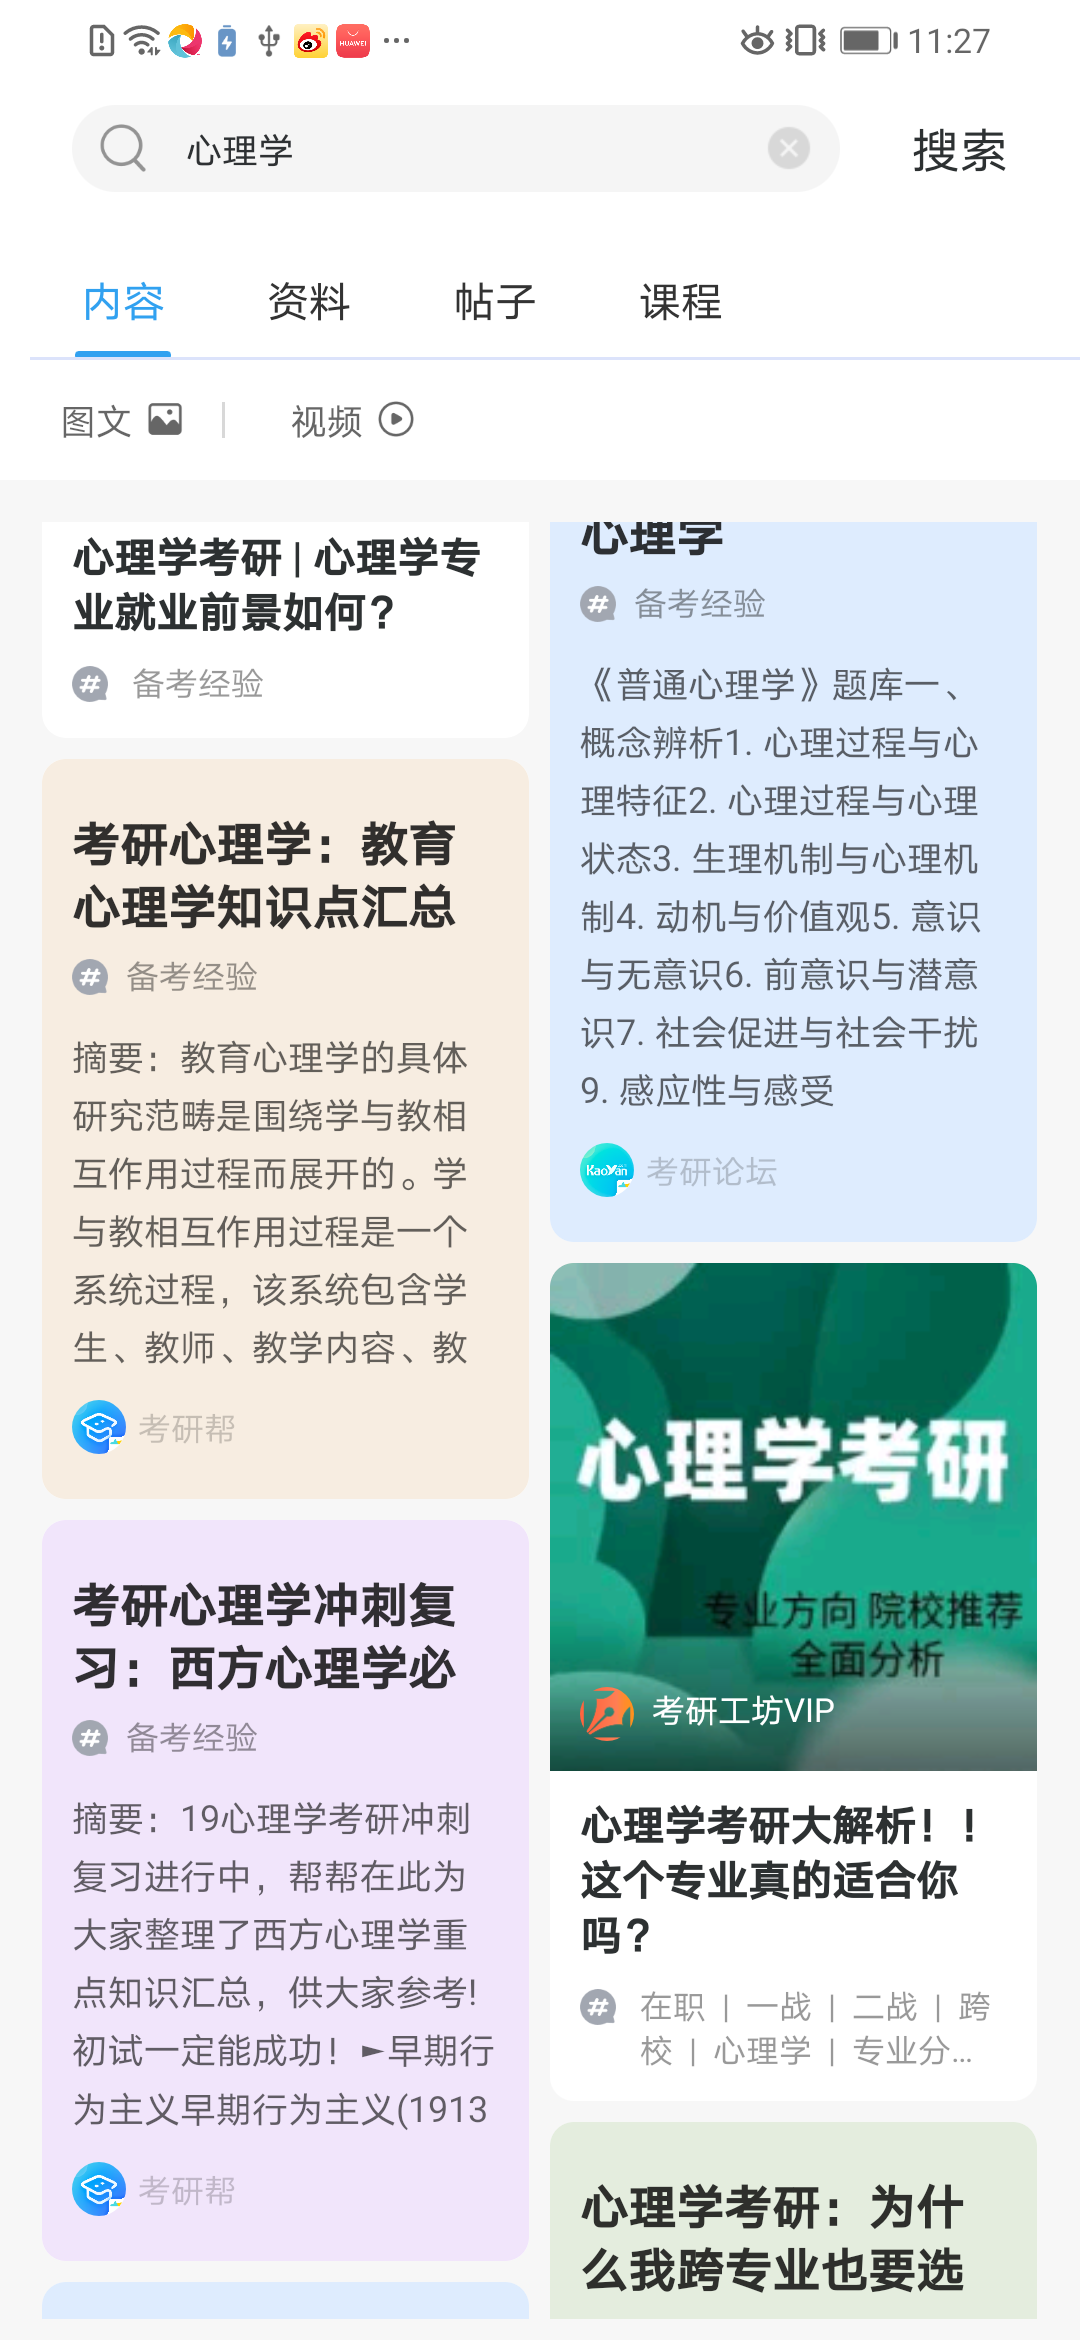 11:27
心理学
搜索
内容
资料
帖子
课程
图文
视频
心理学考研 | 心理学专
业就业前景如何？
备考经验
考研心理学：教育
心理学知识点汇总
备考经验
摘要：教育心理学的具体
研究范畴是围绕学与教相
互作用过程而展开的。学
与教相互作用过程是一个
系统过程，该系统包含学
生、教师、教学内容、教
考研帮
考研心理学冲刺复
习：西方心理学必
备考经验
摘要：19心理学考研冲刺
复习进行中，帮帮在此为
大家整理了西方心理学重
点知识汇总，供大家参考!
初试一定能成功！►早期行
为主义早期行为主义(1913
考研帮
心理学
备考经验
《普通心理学》题库一、
概念辨析1. 心理过程与心
理特征2. 心理过程与心理
状态3. 生理机制与心理机
制4. 动机与价值观5. 意识
与无意识6. 前意识与潜意
识7. 社会促进与社会干扰
9. 感应性与感受
KaoYan
考研论坛
心理学考研
专业方向 院校推荐
全面分析
考研工坊VIP
心理学考研大解析！！
这个专业真的适合你
吗？
在职 | 一战 | 二战 | 跨
校 | 心理学 | 专业分...
心理学考研：为什
么我跨专业也要选